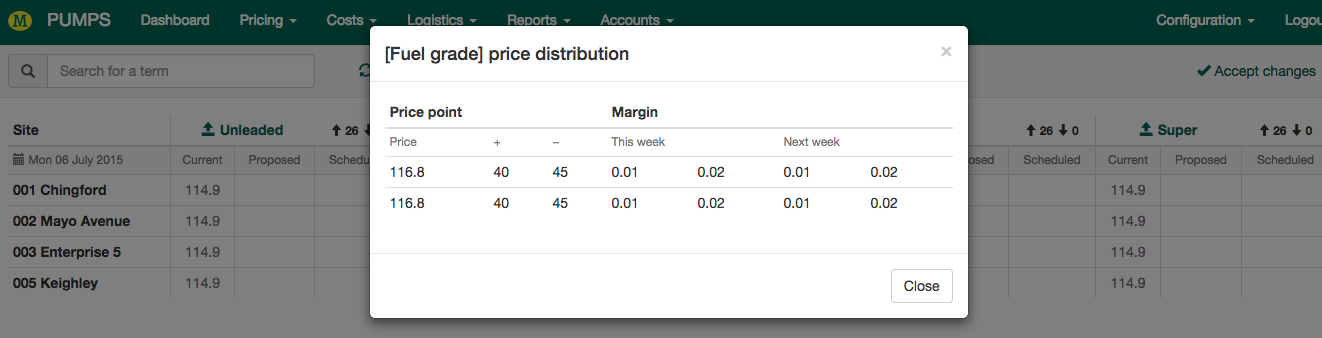 M PUMPS Dashboard Pricing Costs Logistics Reports Accounts Configuration Logou
[Fuel grade] price distribution ×
Search for a term Accept changes
Price point Margin
Site Unleaded 26 26 0 Super 26 0
Price + − This week Next week
Mon 06 July 2015 Current Proposed Schedu osed Scheduled Current Proposed Scheduled
116.8 40 45 0.01 0.02 0.01 0.02
001 Chingford 114.9 114.9
116.8 40 45 0.01 0.02 0.01 0.02
002 Mayo Avenue 114.9 114.9
003 Enterprise 5 114.9 114.9
005 Keighley 114.9 114.9
Close